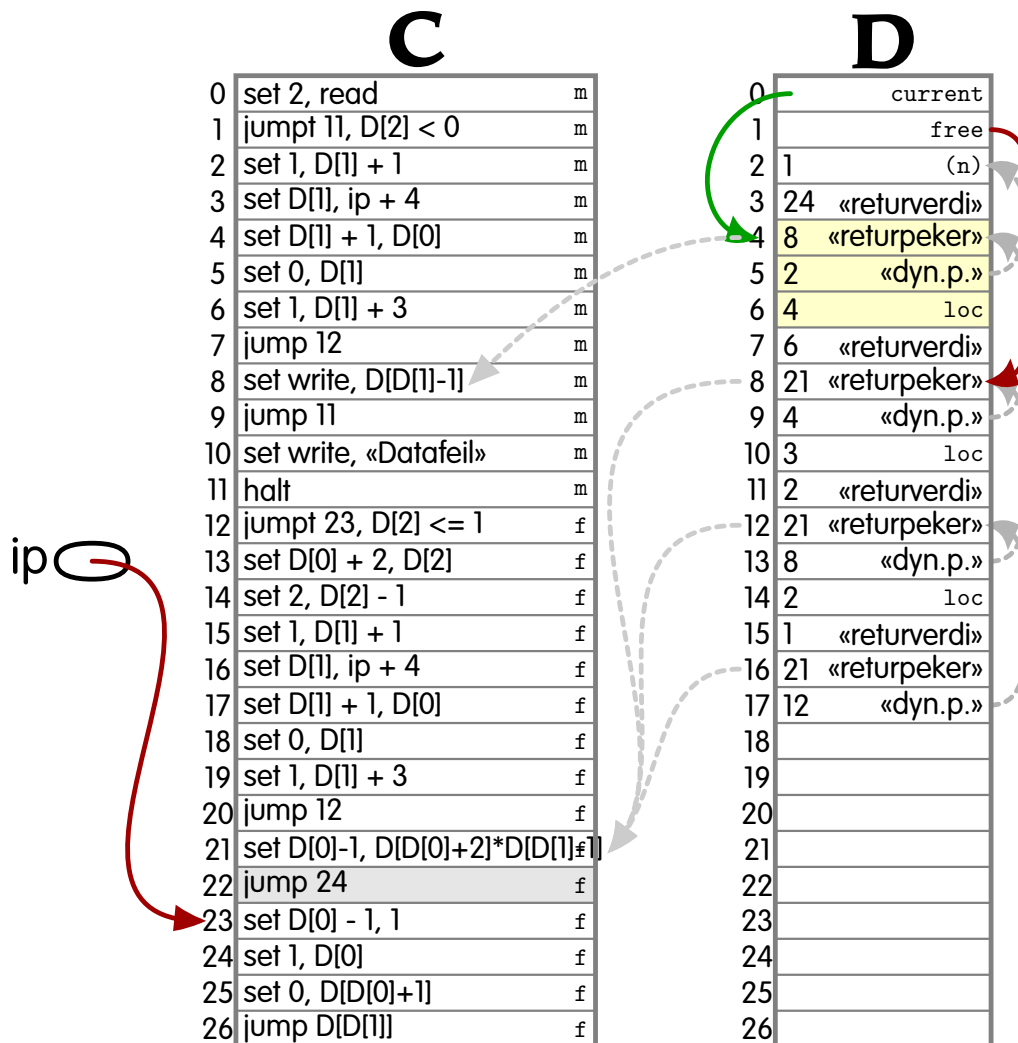 C D
0 set 2, read m 0 current
1 jumpt 11, D[2] < 0 m 1 free
2 set 1, D[1] + 1 m 2 1 (n)
3 set D[1], ip + 4 m 3 24 «returverdi»
4 set D[1] + 1, D[0] m 4 8 «returpeker»
5 set 0, D[1] m 5 2 «dyn.p.»
6 set 1, D[1] + 3 m 6 4 loc
7 jump 12 m 7 6 «returverdi»
8 set write, D[D[1]-1] m 8 21 «returpeker»
9 jump 11 m 9 4 «dyn.p.»
10 set write, «Datafeil» m 10 3 loc
11 halt m 11 2 «returverdi»
12 jumpt 23, D[2] <= 1 f 12 21 «returpeker»
ip 13 set D[0] + 2, D[2] f 13 8 «dyn.p.»
14 set 2, D[2] - 1 f 14 2 loc
15 set 1, D[1] + 1 f 15 1 «returverdi»
16 set D[1], ip + 4 f 16 21 «returpeker»
17 set D[1] + 1, D[0] f 17 12 «dyn.p.»
18 set 0, D[1] f 18
19 set 1, D[1] + 3 f 19
20 jump 12 f 20
21 set D[0]-1, D[D[0]+2]*D[D[1]-1] f 21
22 jump 24 f 22
23 set D[0] - 1, 1 f 23
24 set 1, D[0] f 24
25 set 0, D[D[0]+1] f 25
26 jump D[D[1]] f 26